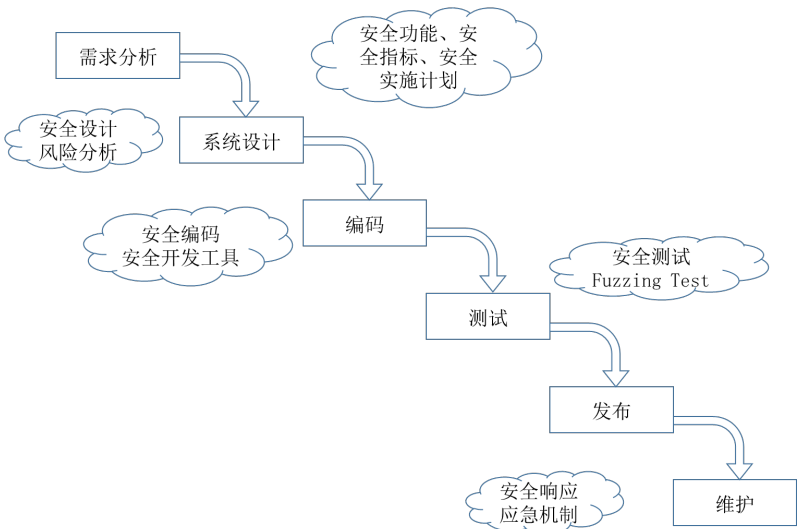 需求分析
安全功能、安
全指标、安全
实施计划
系统设计
安全设计
风险分析
编码
安全编码
安全开发工具
测试
安全测试
Fuzzing Test
发布
维护
安全响应
应急机制